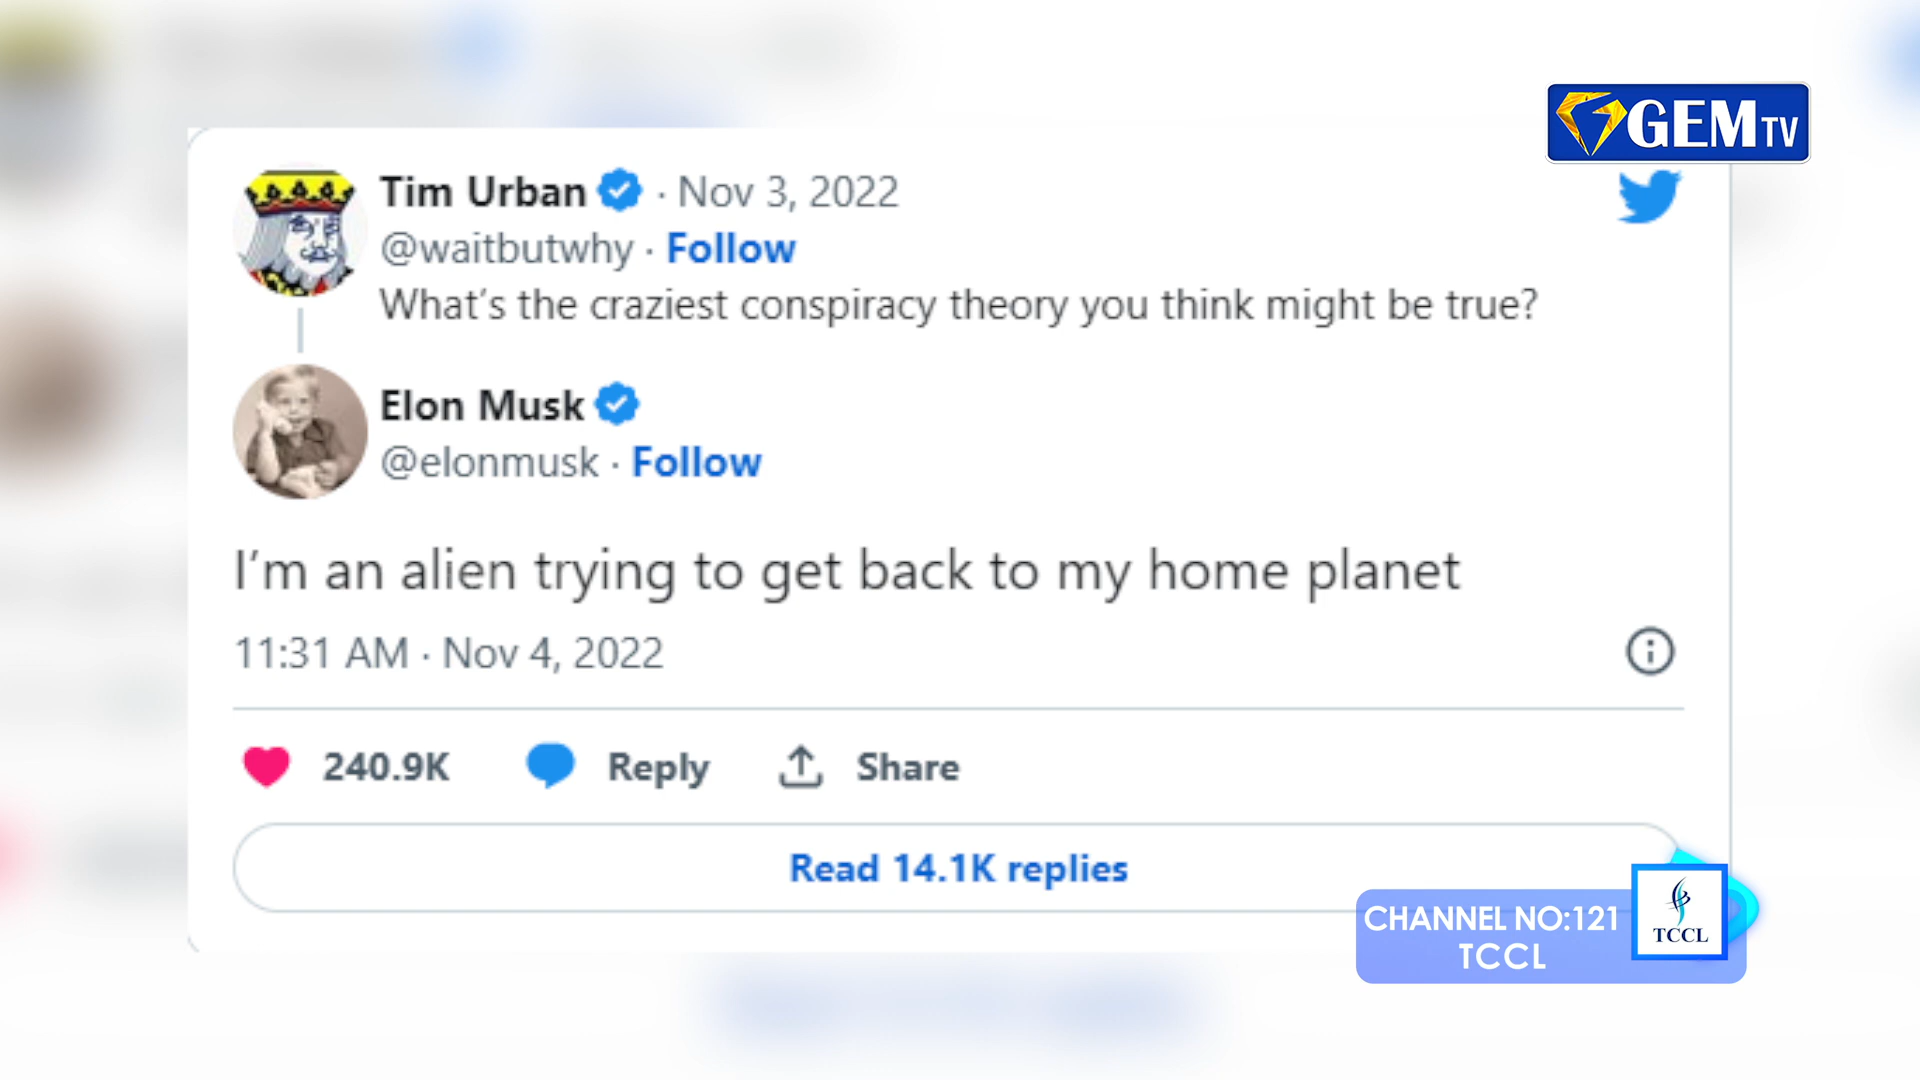 GEM TV
Tim Urban · Nov 3, 2022
@waitbutwhy · Follow
What's the craziest conspiracy theory you think might be true?
Elon Musk
@elonmusk · Follow
I'm an alien trying to get back to my home planet
11:31 AM · Nov 4, 2022
240.9K Reply Share
Read 14.1K replies
CHANNEL NO:121
TCCL
TCCL